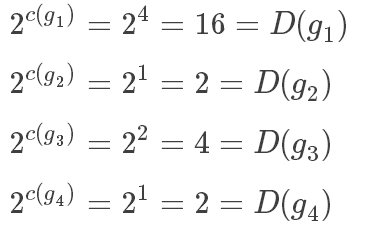 2^{c(g_1)} = 2^4 = 16 = D(g_1)
2^{c(g_2)} = 2^1 = 2 = D(g_2)
2^{c(g_3)} = 2^2 = 4 = D(g_3)
2^{c(g_4)} = 2^1 = 2 = D(g_4)